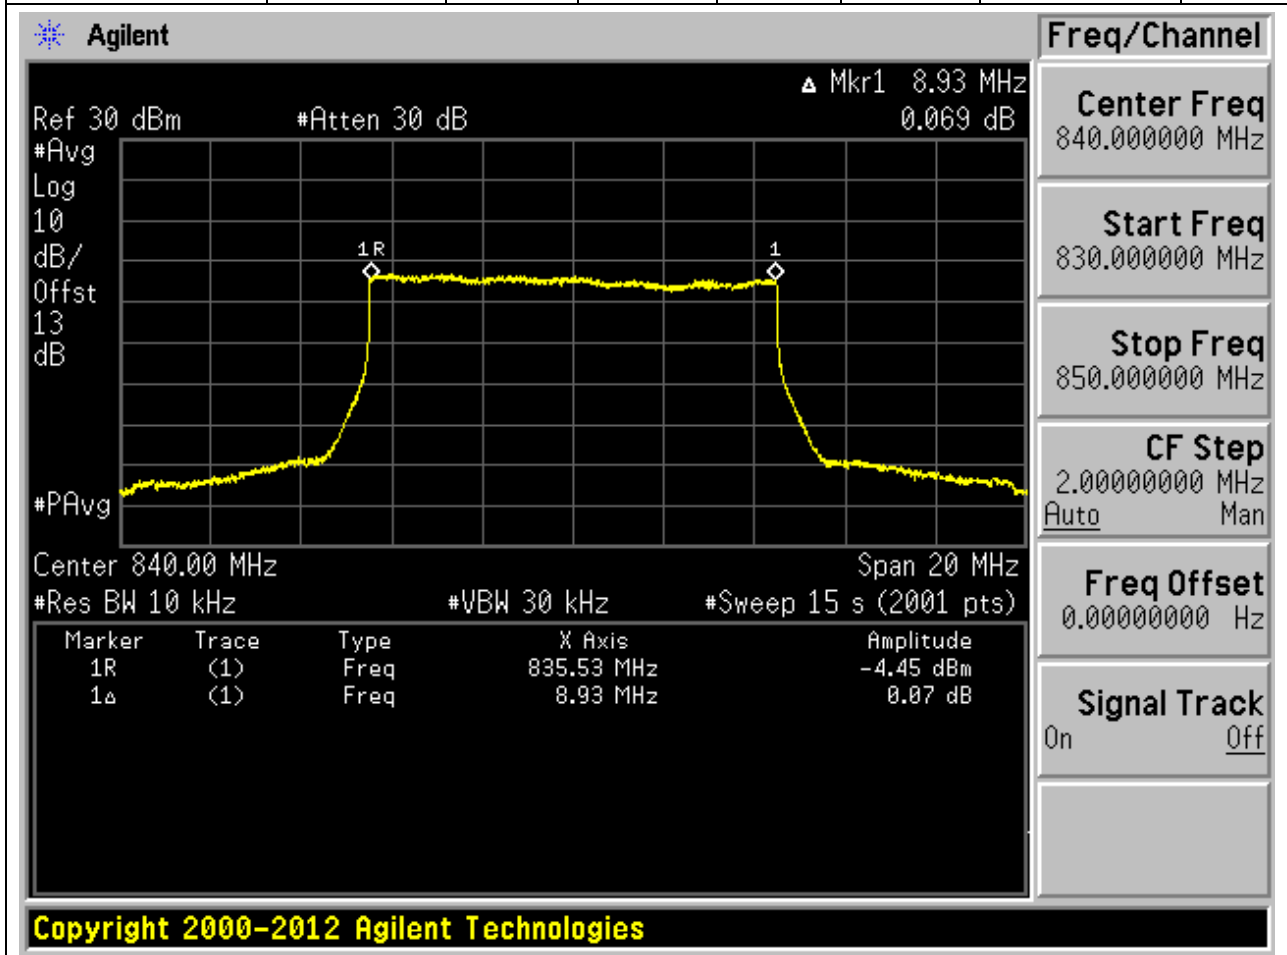 Agilent
Freq/Channel
▵ Mkr1 8.93 MHz
Ref 30 dBm #Atten 30 dB 0.069 dB
#Avg
Log
10
dB/
Offst
13
dB
#PAvg
1R
1
Center 840.00 MHz Span 20 MHz
#Res BW 10 kHz #VBW 30 kHz #Sweep 15 s (2001 pts)
Marker Trace Type X Axis Amplitude
1R (1) Freq 835.53 MHz -4.45 dBm
1▵ (1) Freq 8.93 MHz 0.07 dB
Center Freq
840.000000 MHz
Start Freq
830.000000 MHz
Stop Freq
850.000000 MHz
CF Step
2.00000000 MHz
Auto Man
Freq Offset
0.00000000 Hz
Signal Track
On Off
Copyright 2000-2012 Agilent Technologies